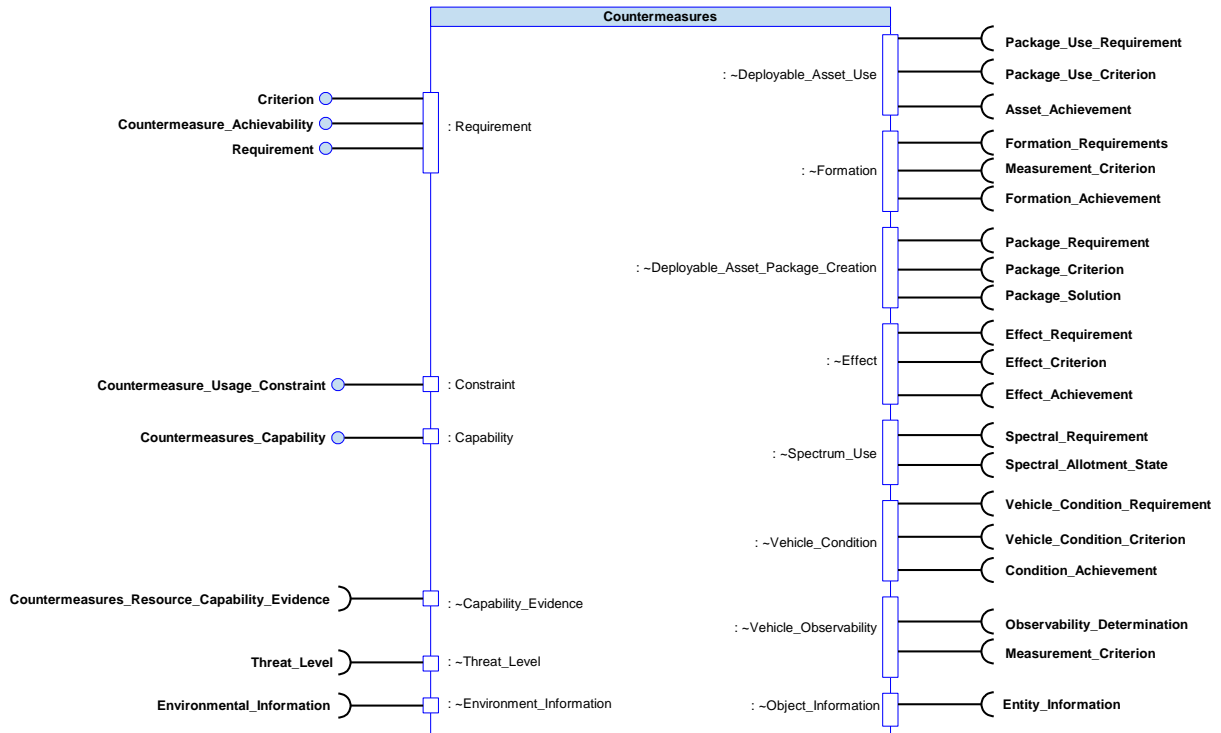 Countermeasures
Criterion
Countermeasure_Achievability
Requirement
: Requirement
Countermeasure_Usage_Constraint
: Constraint
Countermeasures_Capability
: Capability
Countermeasures_Resource_Capability_Evidence
: ~Capability_Evidence
Threat_Level
: ~Threat_Level
Environmental_Information
: ~Environment_Information
: ~Deployable_Asset_Use
Package_Use_Requirement
Package_Use_Criterion
Asset_Achievement
: ~Formation
Formation_Requirements
Measurement_Criterion
Formation_Achievement
: ~Deployable_Asset_Package_Creation
Package_Requirement
Package_Criterion
Package_Solution
: ~Effect
Effect_Requirement
Effect_Criterion
Effect_Achievement
: ~Spectrum_Use
Spectral_Requirement
Spectral_Allotment_State
: ~Vehicle_Condition
Vehicle_Condition_Requirement
Vehicle_Condition_Criterion
Condition_Achievement
: ~Vehicle_Observability
Observability_Determination
Measurement_Criterion
: ~Object_Information
Entity_Information